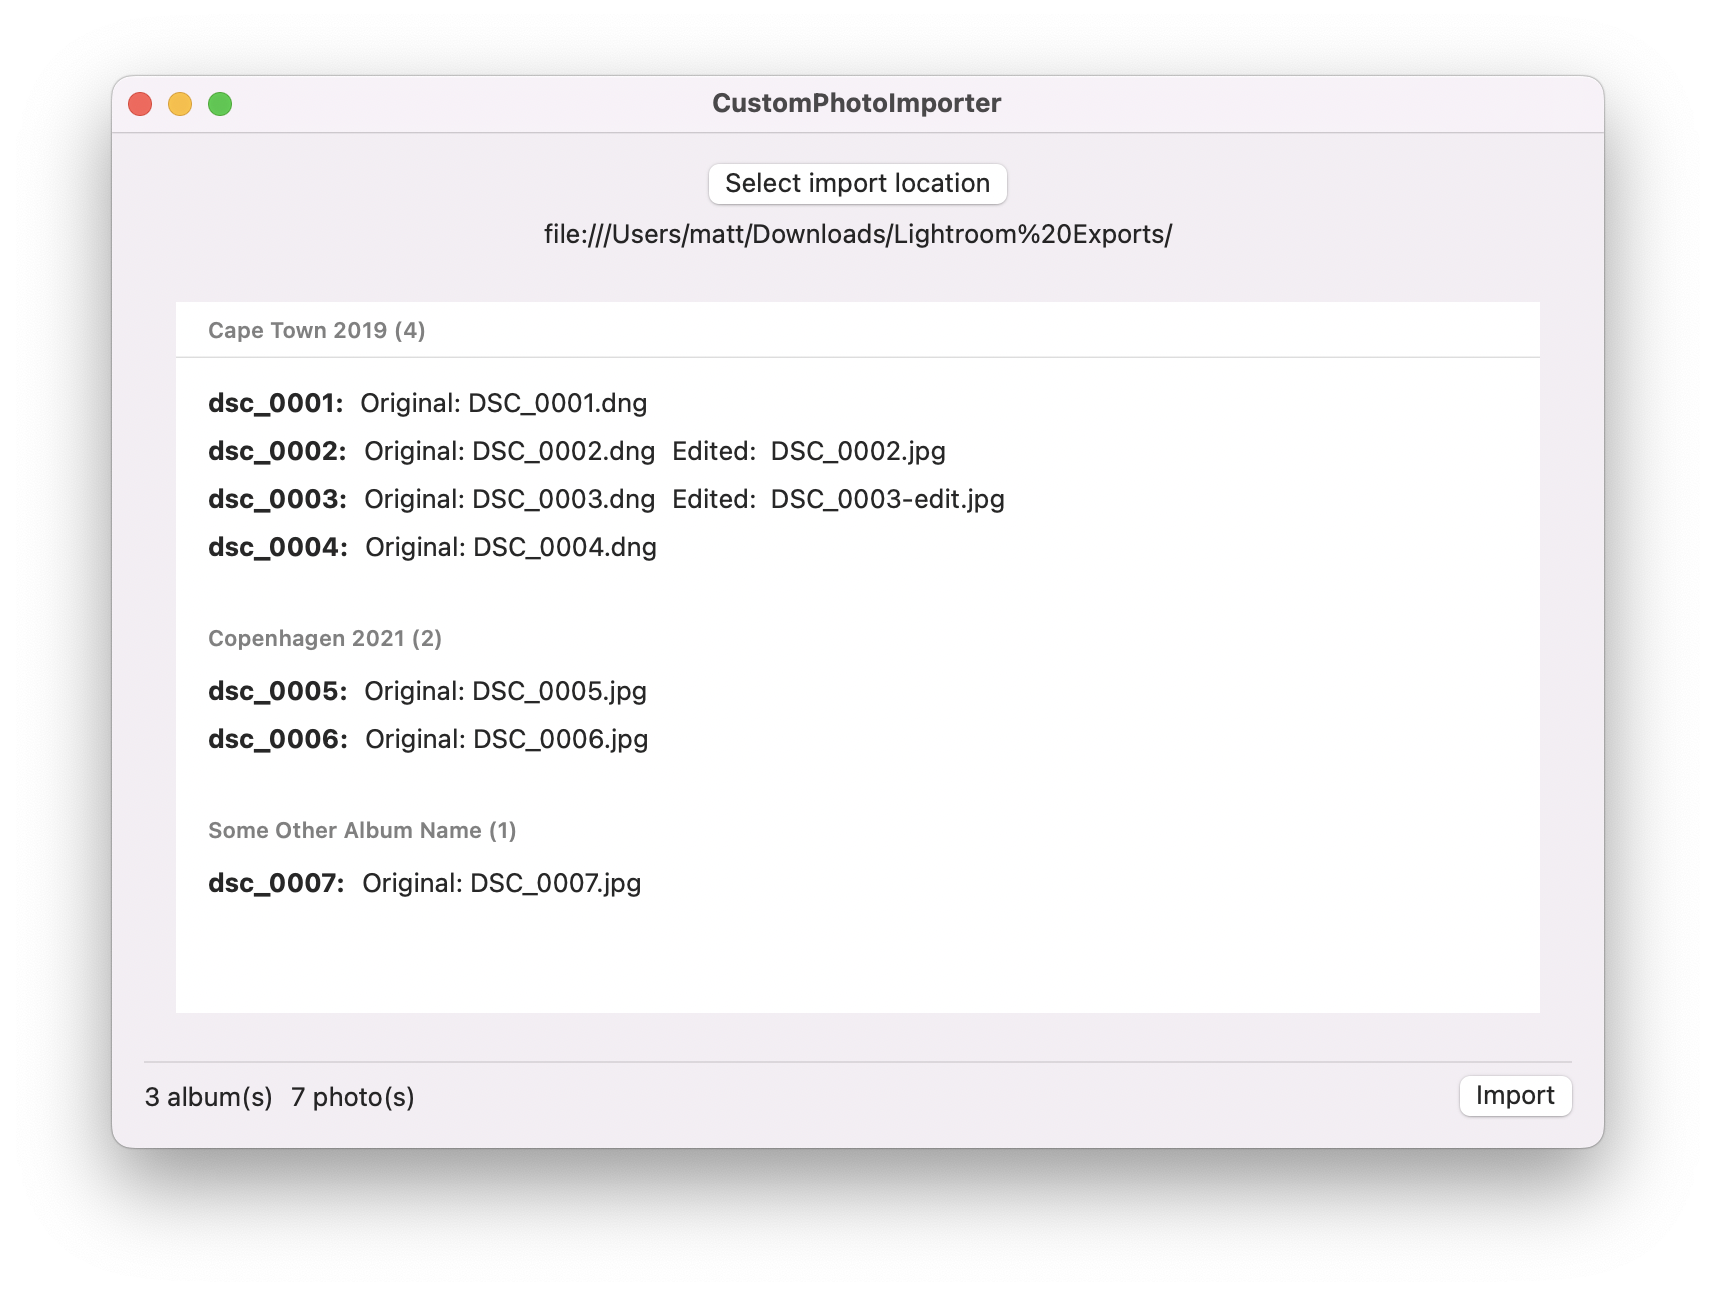 CustomPhotoImporter
Select import location
file:///Users/matt/Downloads/Lightroom%20Exports/
Cape Town 2019 (4)
dsc_0001: Original: DSC_0001.dng
dsc_0002: Original: DSC_0002.dng Edited: DSC_0002.jpg
dsc_0003: Original: DSC_0003.dng Edited: DSC_0003-edit.jpg
dsc_0004: Original: DSC_0004.dng
Copenhagen 2021 (2)
dsc_0005: Original: DSC_0005.jpg
dsc_0006: Original: DSC_0006.jpg
Some Other Album Name (1)
dsc_0007: Original: DSC_0007.jpg
3 album(s) 7 photo(s)
Import